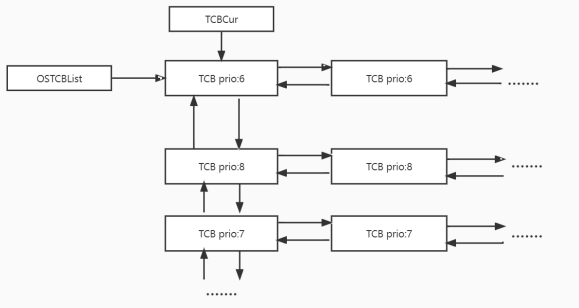 TCBCur
OSTCBList
TCB prio:6
TCB prio:6
.......
TCB prio:8
TCB prio:8
.......
TCB prio:7
TCB prio:7
.......
.......